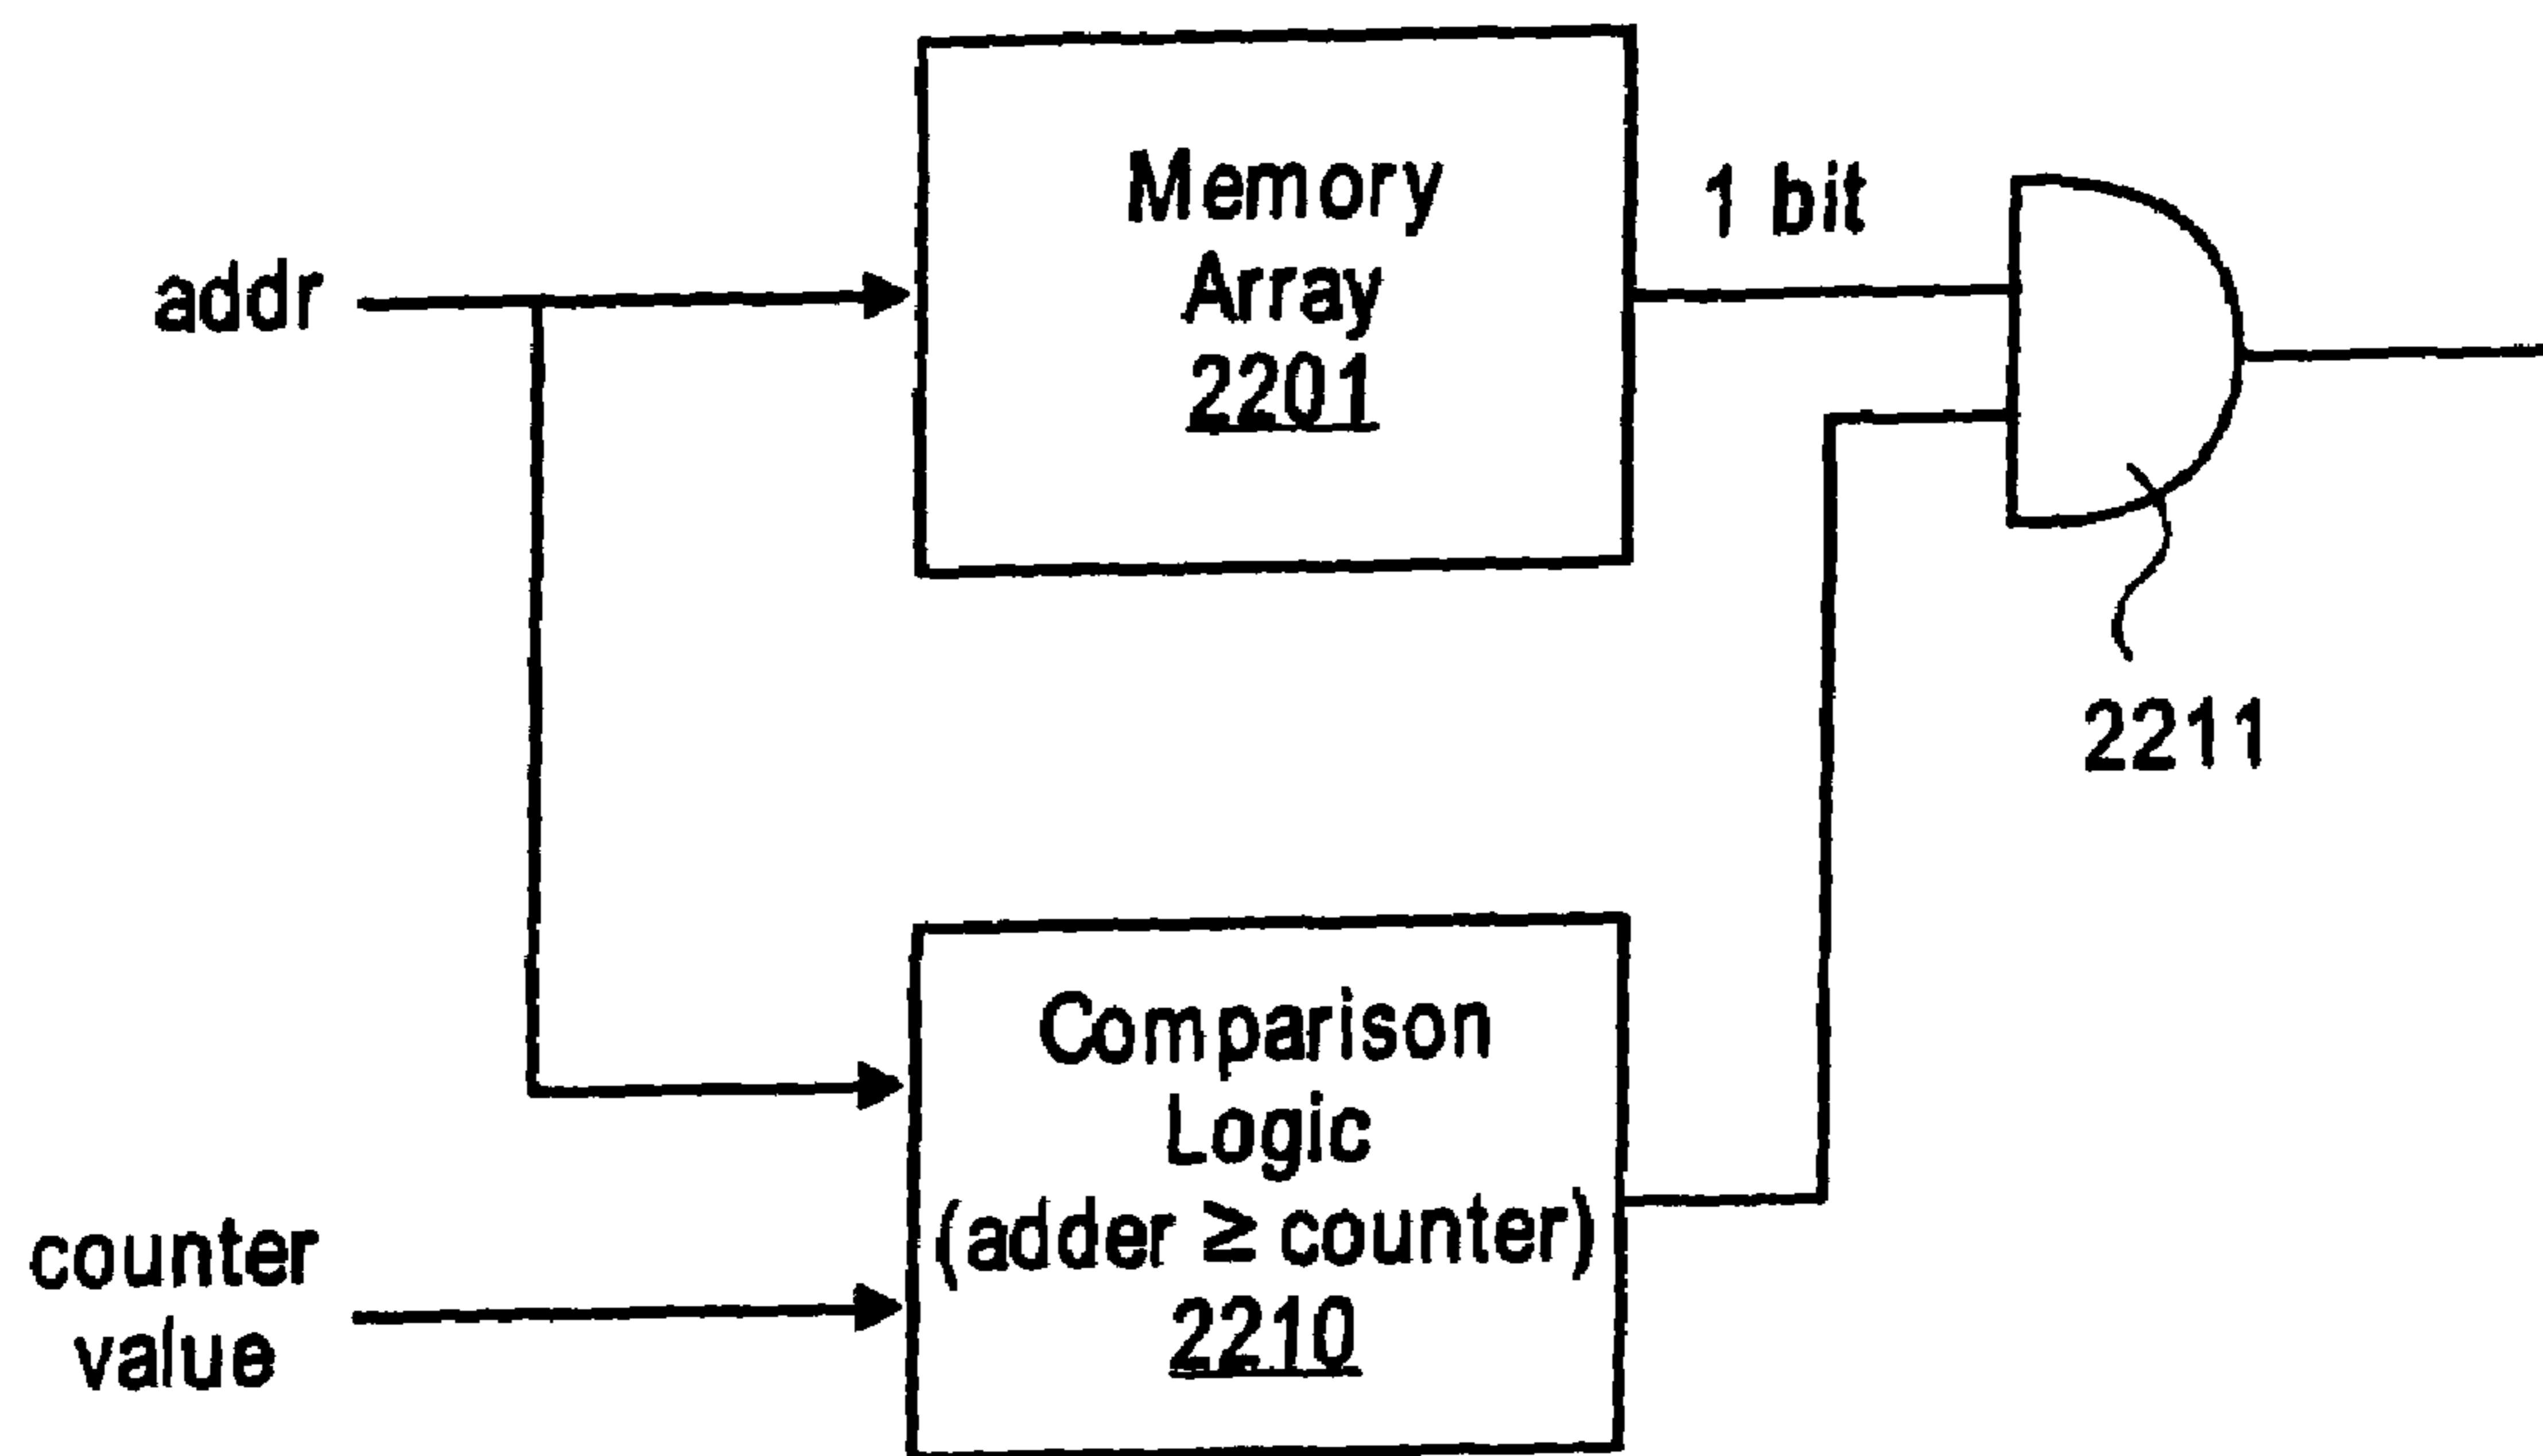 Memory
Array
2201
1 bit
addr
2211
Comparison
Logic
(adder ≥ counter)
2210
counter
value